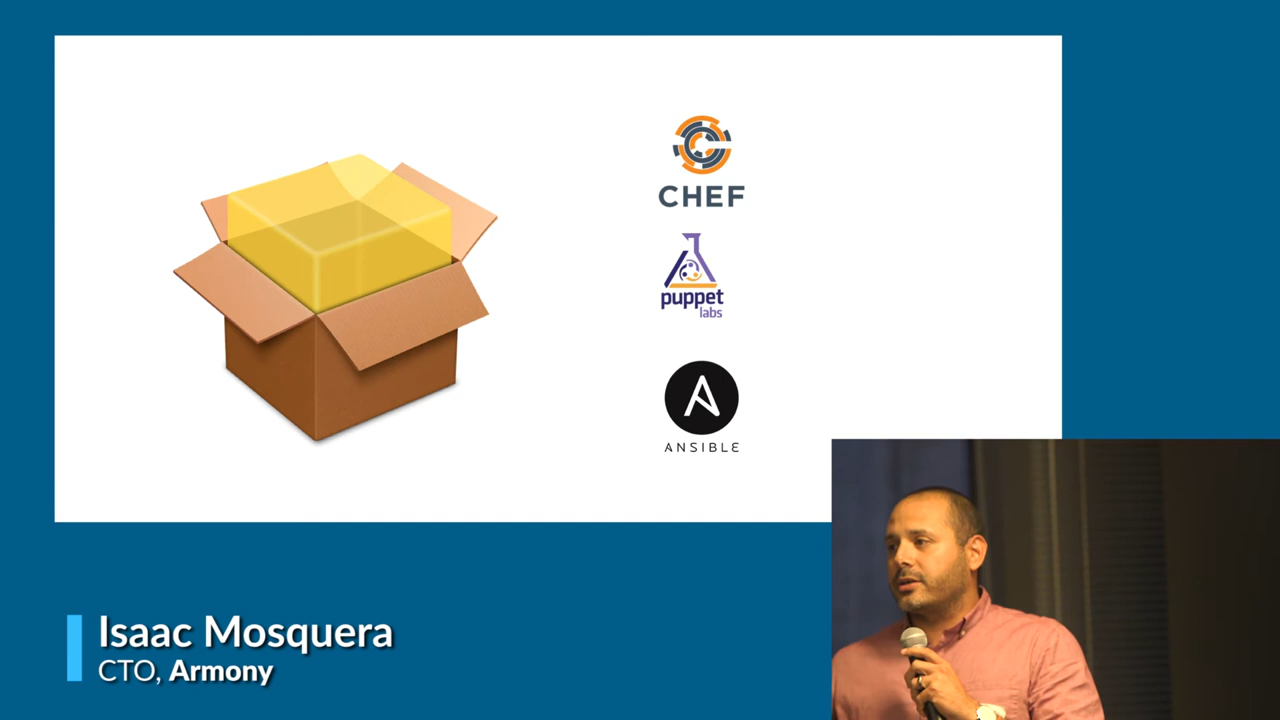 CHEF
puppet
labs
ANSIBLE
Isaac Mosquera
CTO, Armony